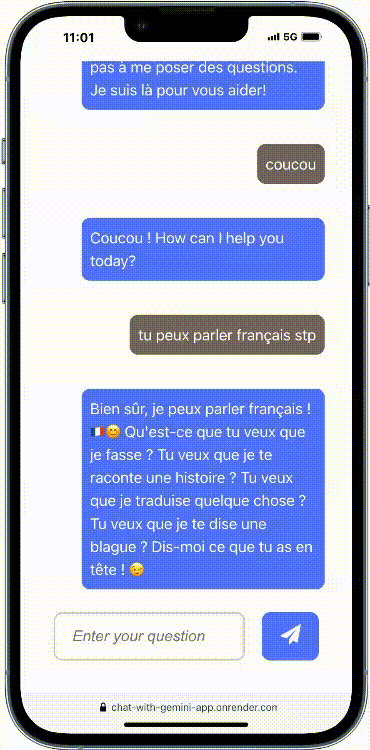 11:01
5G
pas à me poser des questions.
Je suis là pour vous aider!
coucou
Coucou ! How can I help you
today?
tu peux parler français stp
Bien sûr, je peux parler français !
🇫🇷😊 Qu'est-ce que tu veux que
je fasse ? Tu veux que je te
raconte une histoire ? Tu veux
que je traduise quelque chose ?
Tu veux que je te dise une
blague ? Dis-moi ce que tu as en
tête ! 😉
Enter your question
chat-with-gemini-app.onrender.com